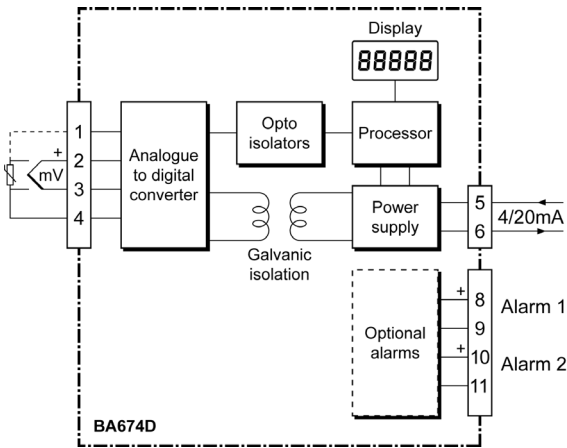 Display
88888
1
2
3
4
+
mV
Analogue
to digital
converter
Opto
isolators
Processor
Galvanic
isolation
Power
supply
5
6
4/20mA
Optional
alarms
+
8
9
+
10
11
Alarm 1
Alarm 2
BA674D